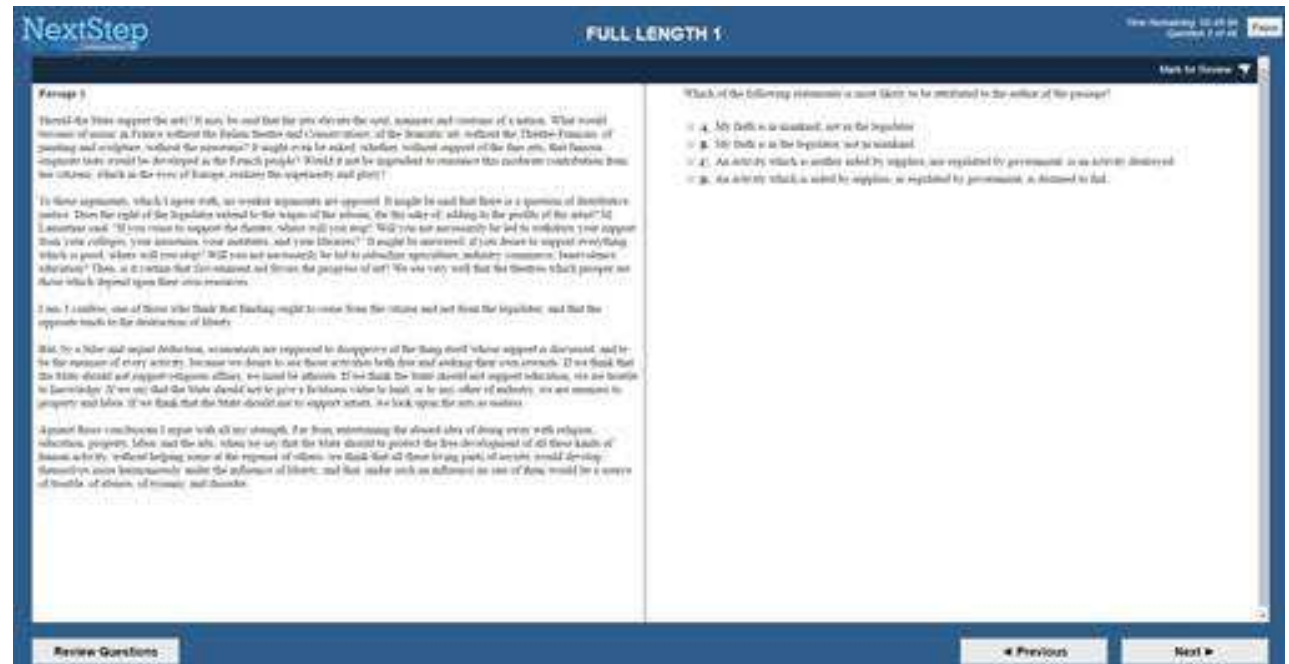 NextStep
FULL LENGTH 1
Mark for Review
Passage 1
Should the State support the arts? It may be said that the arts elevate the soul, manners and customs of a nation. What would
become of music in France without the Italian theatre and Conservatory, of the dramatic art, without the Theatre-Francais, of
painting and sculpture, without the museums? It might even be asked, whether, without support of the fine arts, that famous
taste would be developed in the French people? Would it not be imprudent to renounce this moderate contribution from
citizens, which in the eyes of Europe, realizes the superiority and glory?
To these arguments, which I agree with, no weaker arguments are opposed. It might be said that there is a question of distributive
justice. Does the right of the legislator extend to the wages of the artisan, for the sake of, adding to the profits of the artist? M.
Lamartine said, "If you cease to support the theatre, where will you stop? Will you not necessarily be led to withdraw your support
from your colleges, your museums, your institutes, and your libraries?" It might be answered, if you desire to support everything
which is good, where will you stop? Will you not necessarily be led to subsidize agriculture, industry, commerce, benevolence,
education? Then, is it certain that Government aid favors the progress of art? We see very well that the theatres which prosper are
those which depend upon their own resources.
I am, I confess, one of those who think that funding ought to come from the citizen and not from the legislator, and that the
opposite tends to the destruction of liberty.
But, by a false and unjust deduction, economists are supposed to disapprove of the thing itself whose support is discussed, and to
be the enemies of every activity, because we desire to see those activities both free and seeking their own rewards. If we think that
the State should not support religious affairs, we must be atheists. If we think the State should not support education, we are hostile
to knowledge. If we say that the State should not to give a fictitious value to land, or to any other of industry, we are enemies to
property and labor. If we think that the State should not to support artists, we look upon the arts as useless.
Against these conclusions I argue with all my strength. Far from entertaining the absurd idea of doing away with religion,
education, property, labor, and the arts, when we say that the State should to protect the free development of all these kinds of
human activity, without helping some at the expense of others, we think that all these living parts of society would develop
themselves more harmoniously under the influence of liberty, and that under such an influence no one of them would be a source
of trouble, of abuses, of tyranny, and disorder.
Which of the following statements is most likely to be attributed to the author of the passage?
A. My faith is in mankind, not in the legislator.
B. My faith is in the legislator, not in mankind.
C. An activity which is neither aided by supplies, nor regulated by government, is an activity destroyed.
D. An activity which is aided by supplies, or regulated by government, is destined to fail.
Review Questions
Previous
Next